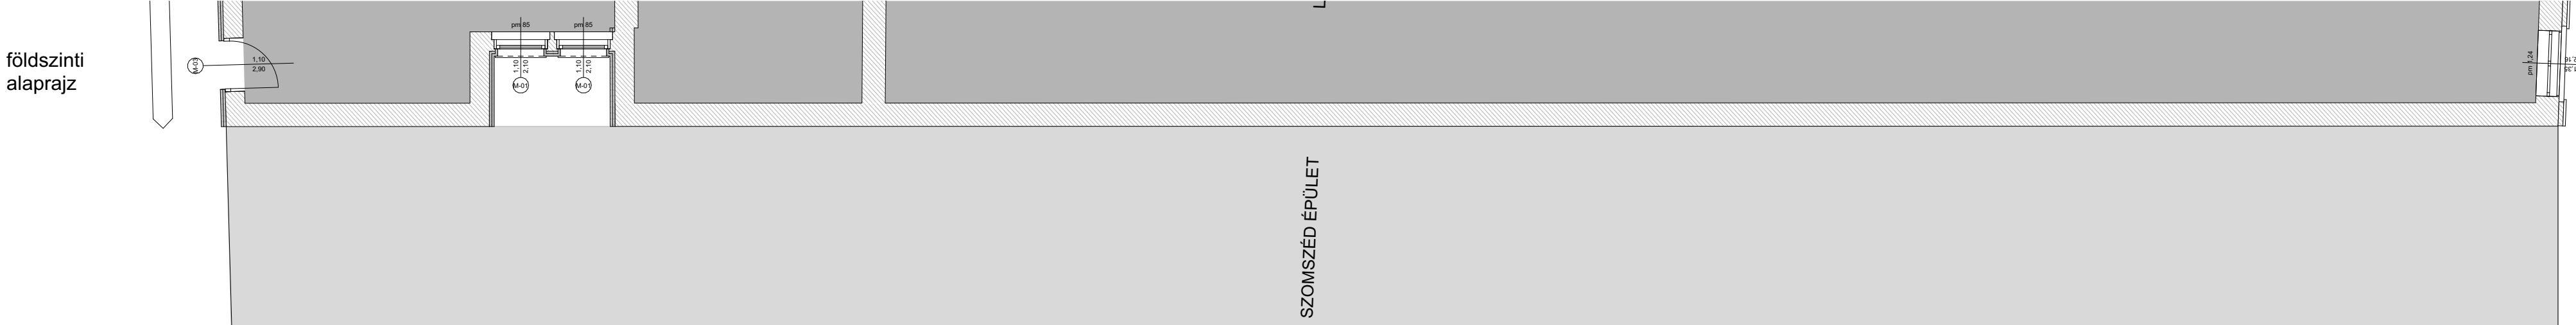 földszinti
alaprajz
M-03
1,10
2,90
pm 85
pm 85
1,10
2,10
1,10
2,10
M-01
M-01
SZOMSZÉD ÉPÜLET
pm 1,24